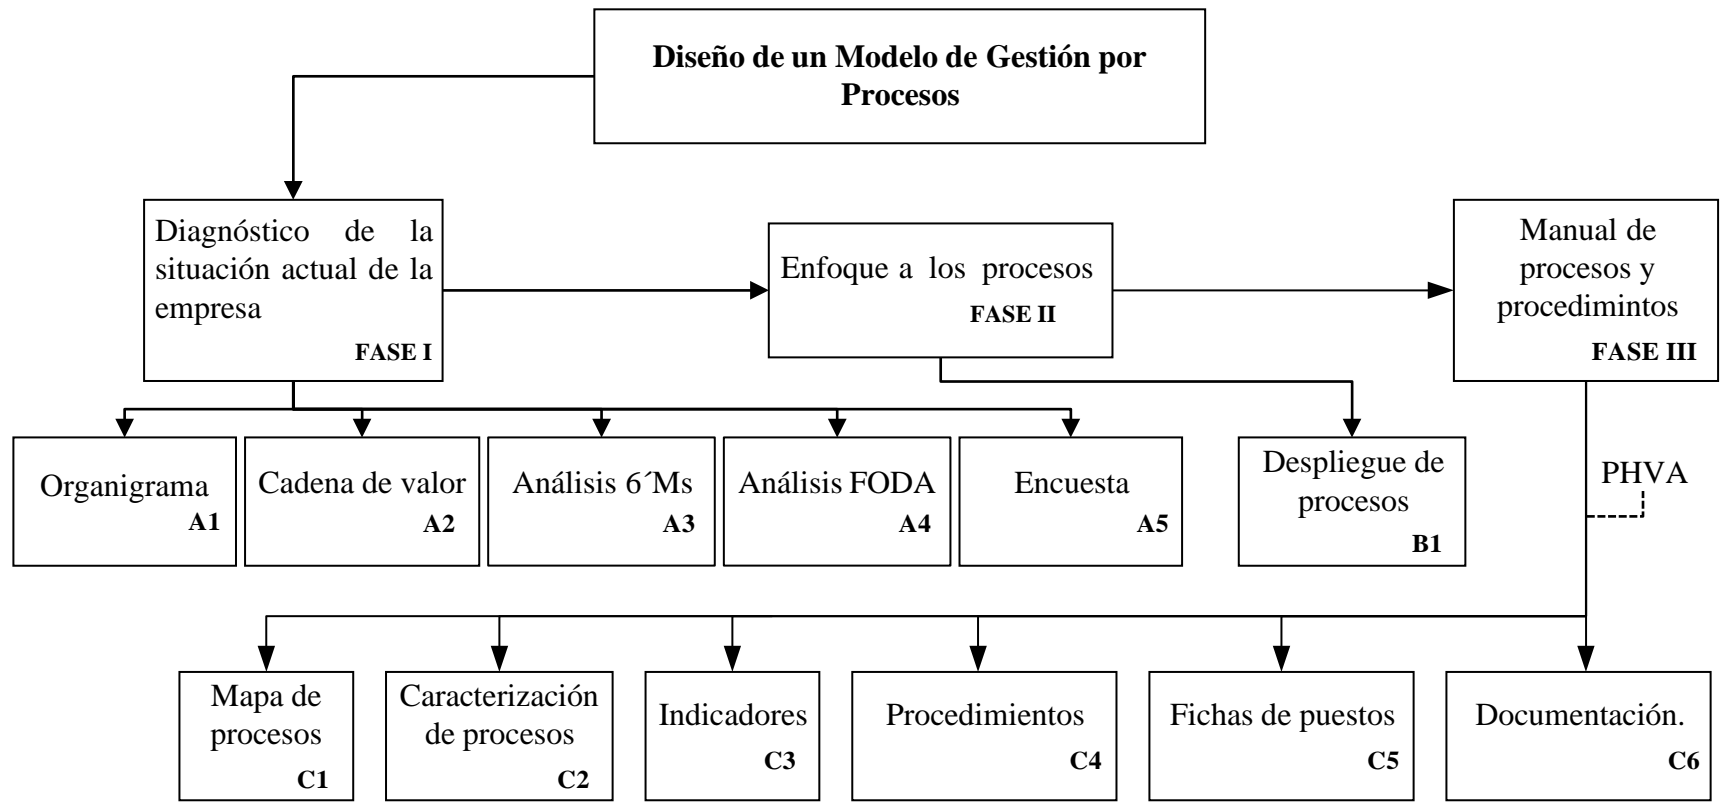 Diseño de un Modelo de Gestión por
Procesos
Diagnóstico de la
situación actual de la
empresa
FASE I
Enfoque a los procesos
FASE II
Manual de
procesos y
procedimintos
FASE III
Organigrama
A1
Cadena de valor
A2
Análisis 6´Ms
A3
Análisis FODA
A4
Encuesta
A5
Despliegue de
procesos
B1
PHVA
Mapa de
procesos
C1
Caracterización
de procesos
C2
Indicadores
C3
Procedimientos
C4
Fichas de puestos
C5
Documentación.
C6